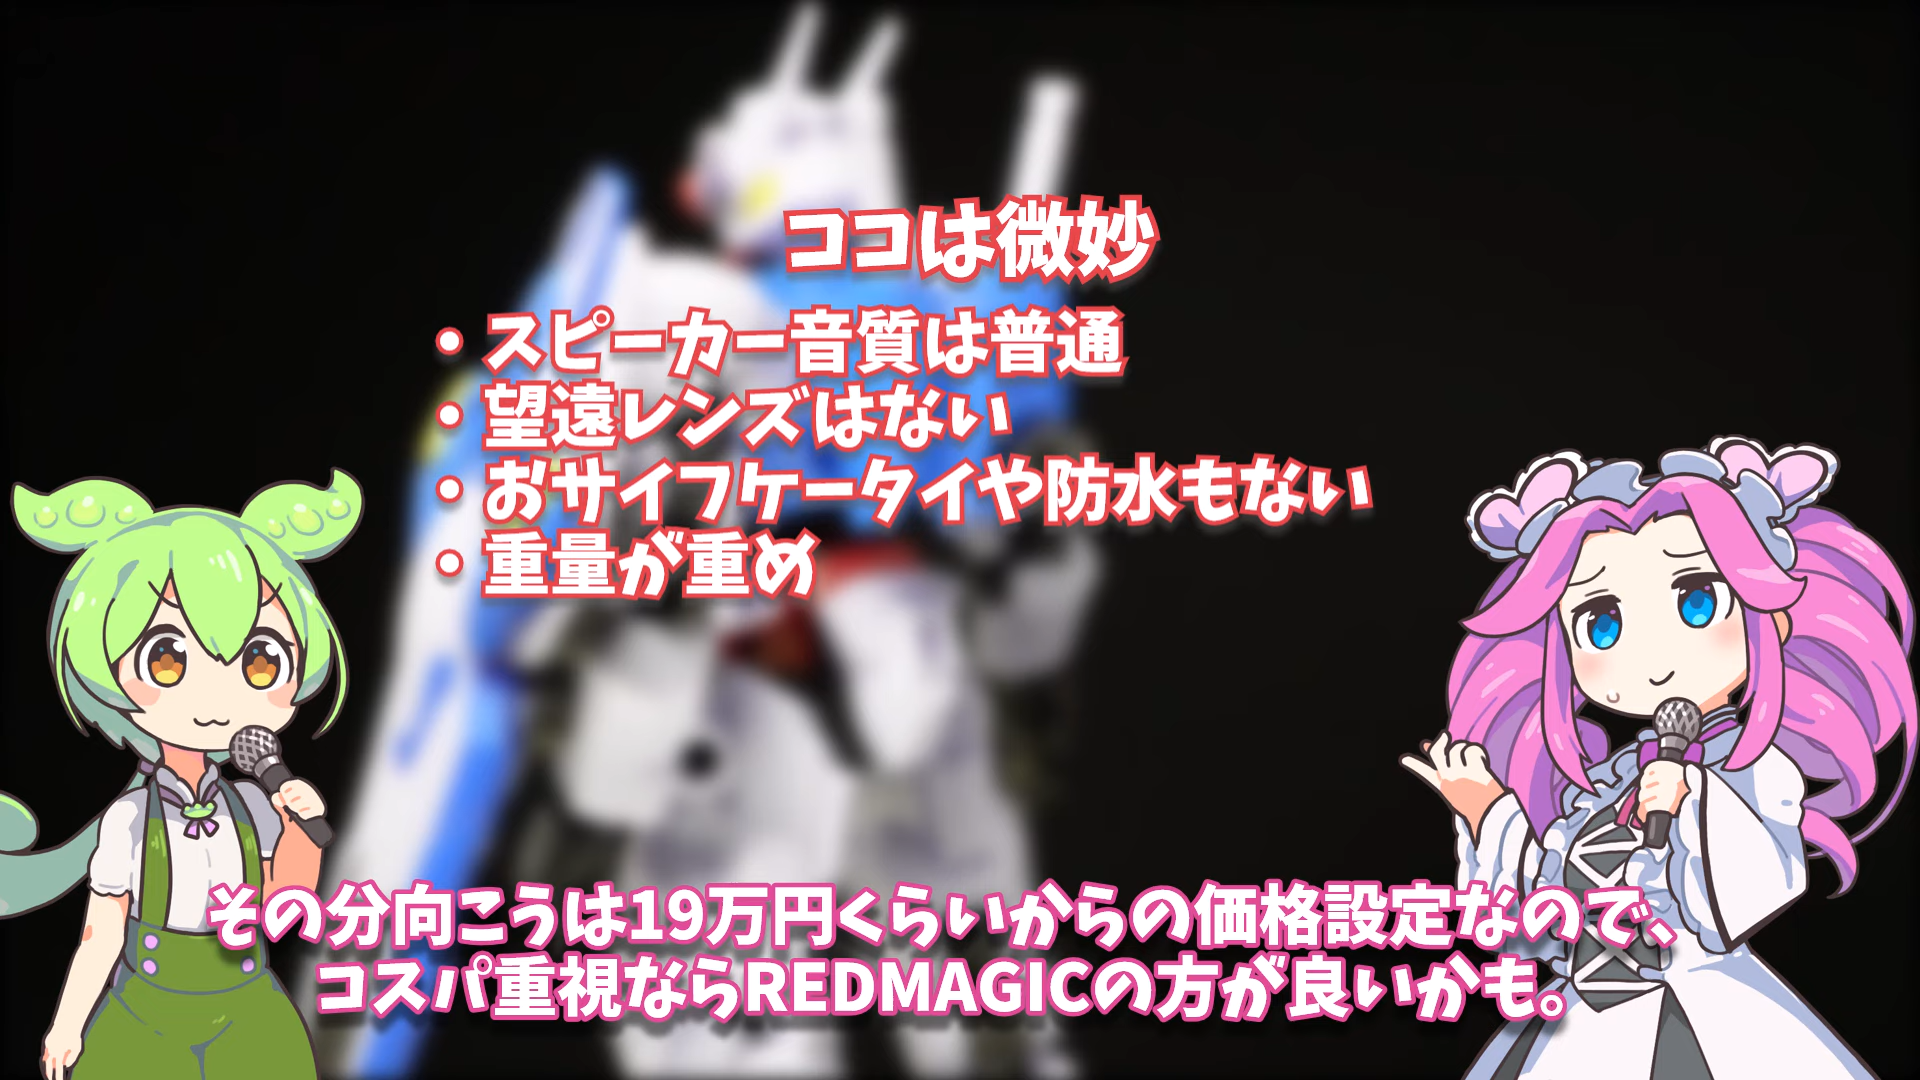 ココは微妙
・スピーカー音質は普通
・望遠レンズはない
・おサイフケータイや防水もない
・重量が重め
その分向こうは19万円くらいからの価格設定なので、
コスパ重視ならREDMAGICの方が良いかも。